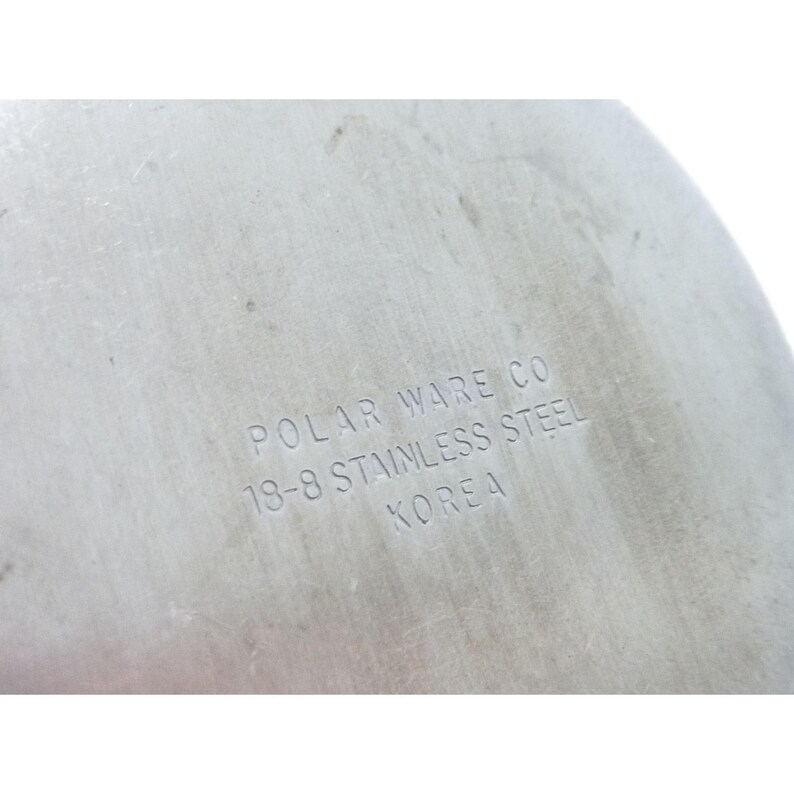 POLAR WARE CO
18-8 STAINLESS STEEL
KOREA